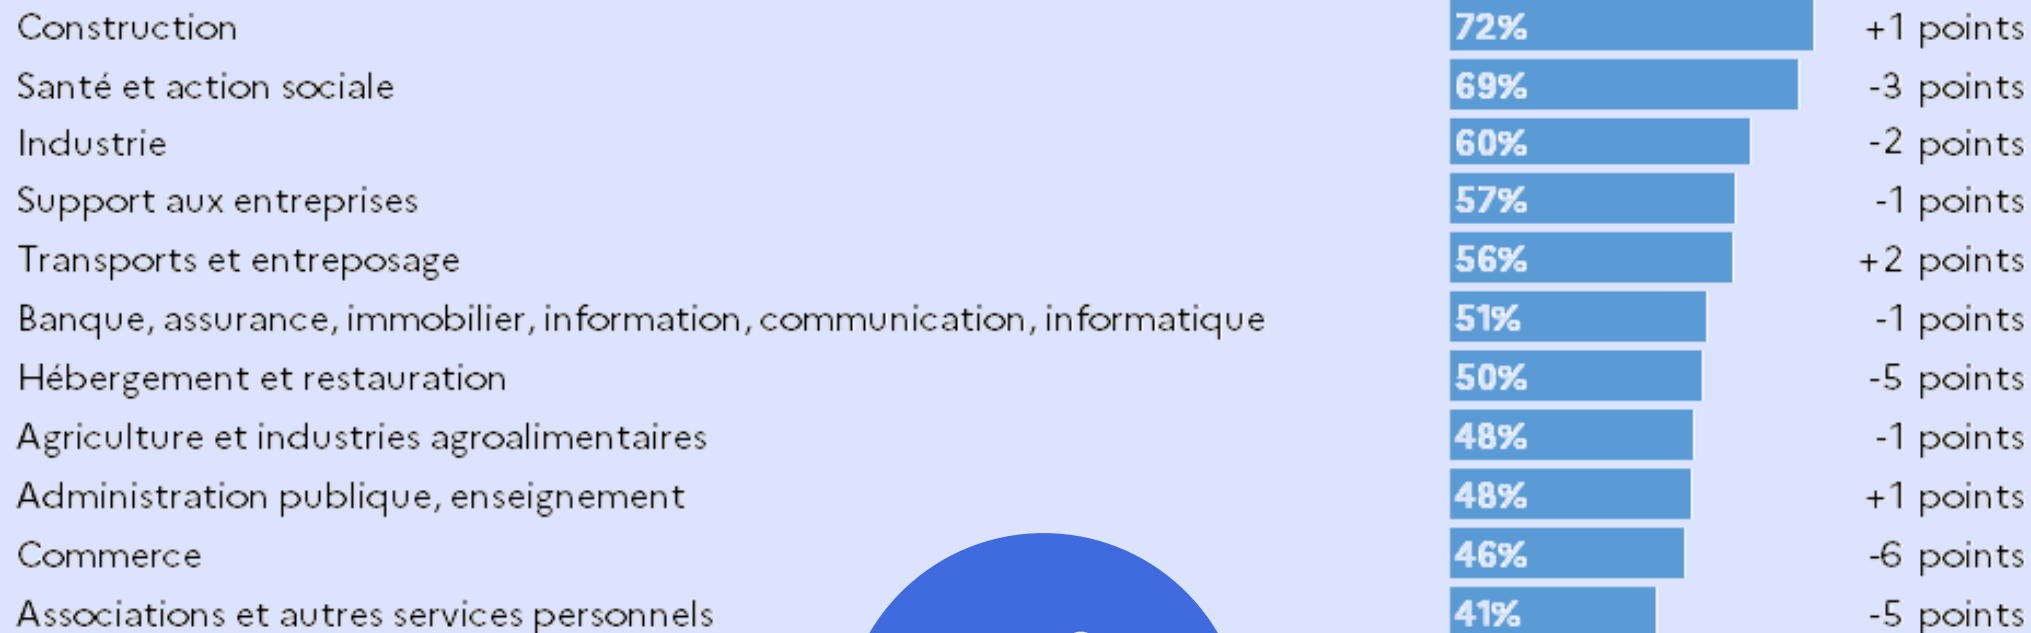 Construction 72% +1 points
Santé et action sociale 69% -3 points
Industrie 60% -2 points
Support aux entreprises 57% -1 points
Transports et entreposage 56% +2 points
Banque, assurance, immobilier, information, communication, informatique 51% -1 points
Hébergement et restauration 50% -5 points
Agriculture et industries agroalimentaires 48% -1 points
Administration publique, enseignement 48% +1 points
Commerce 46% -6 points
Associations et autres services personnels 41% -5 points